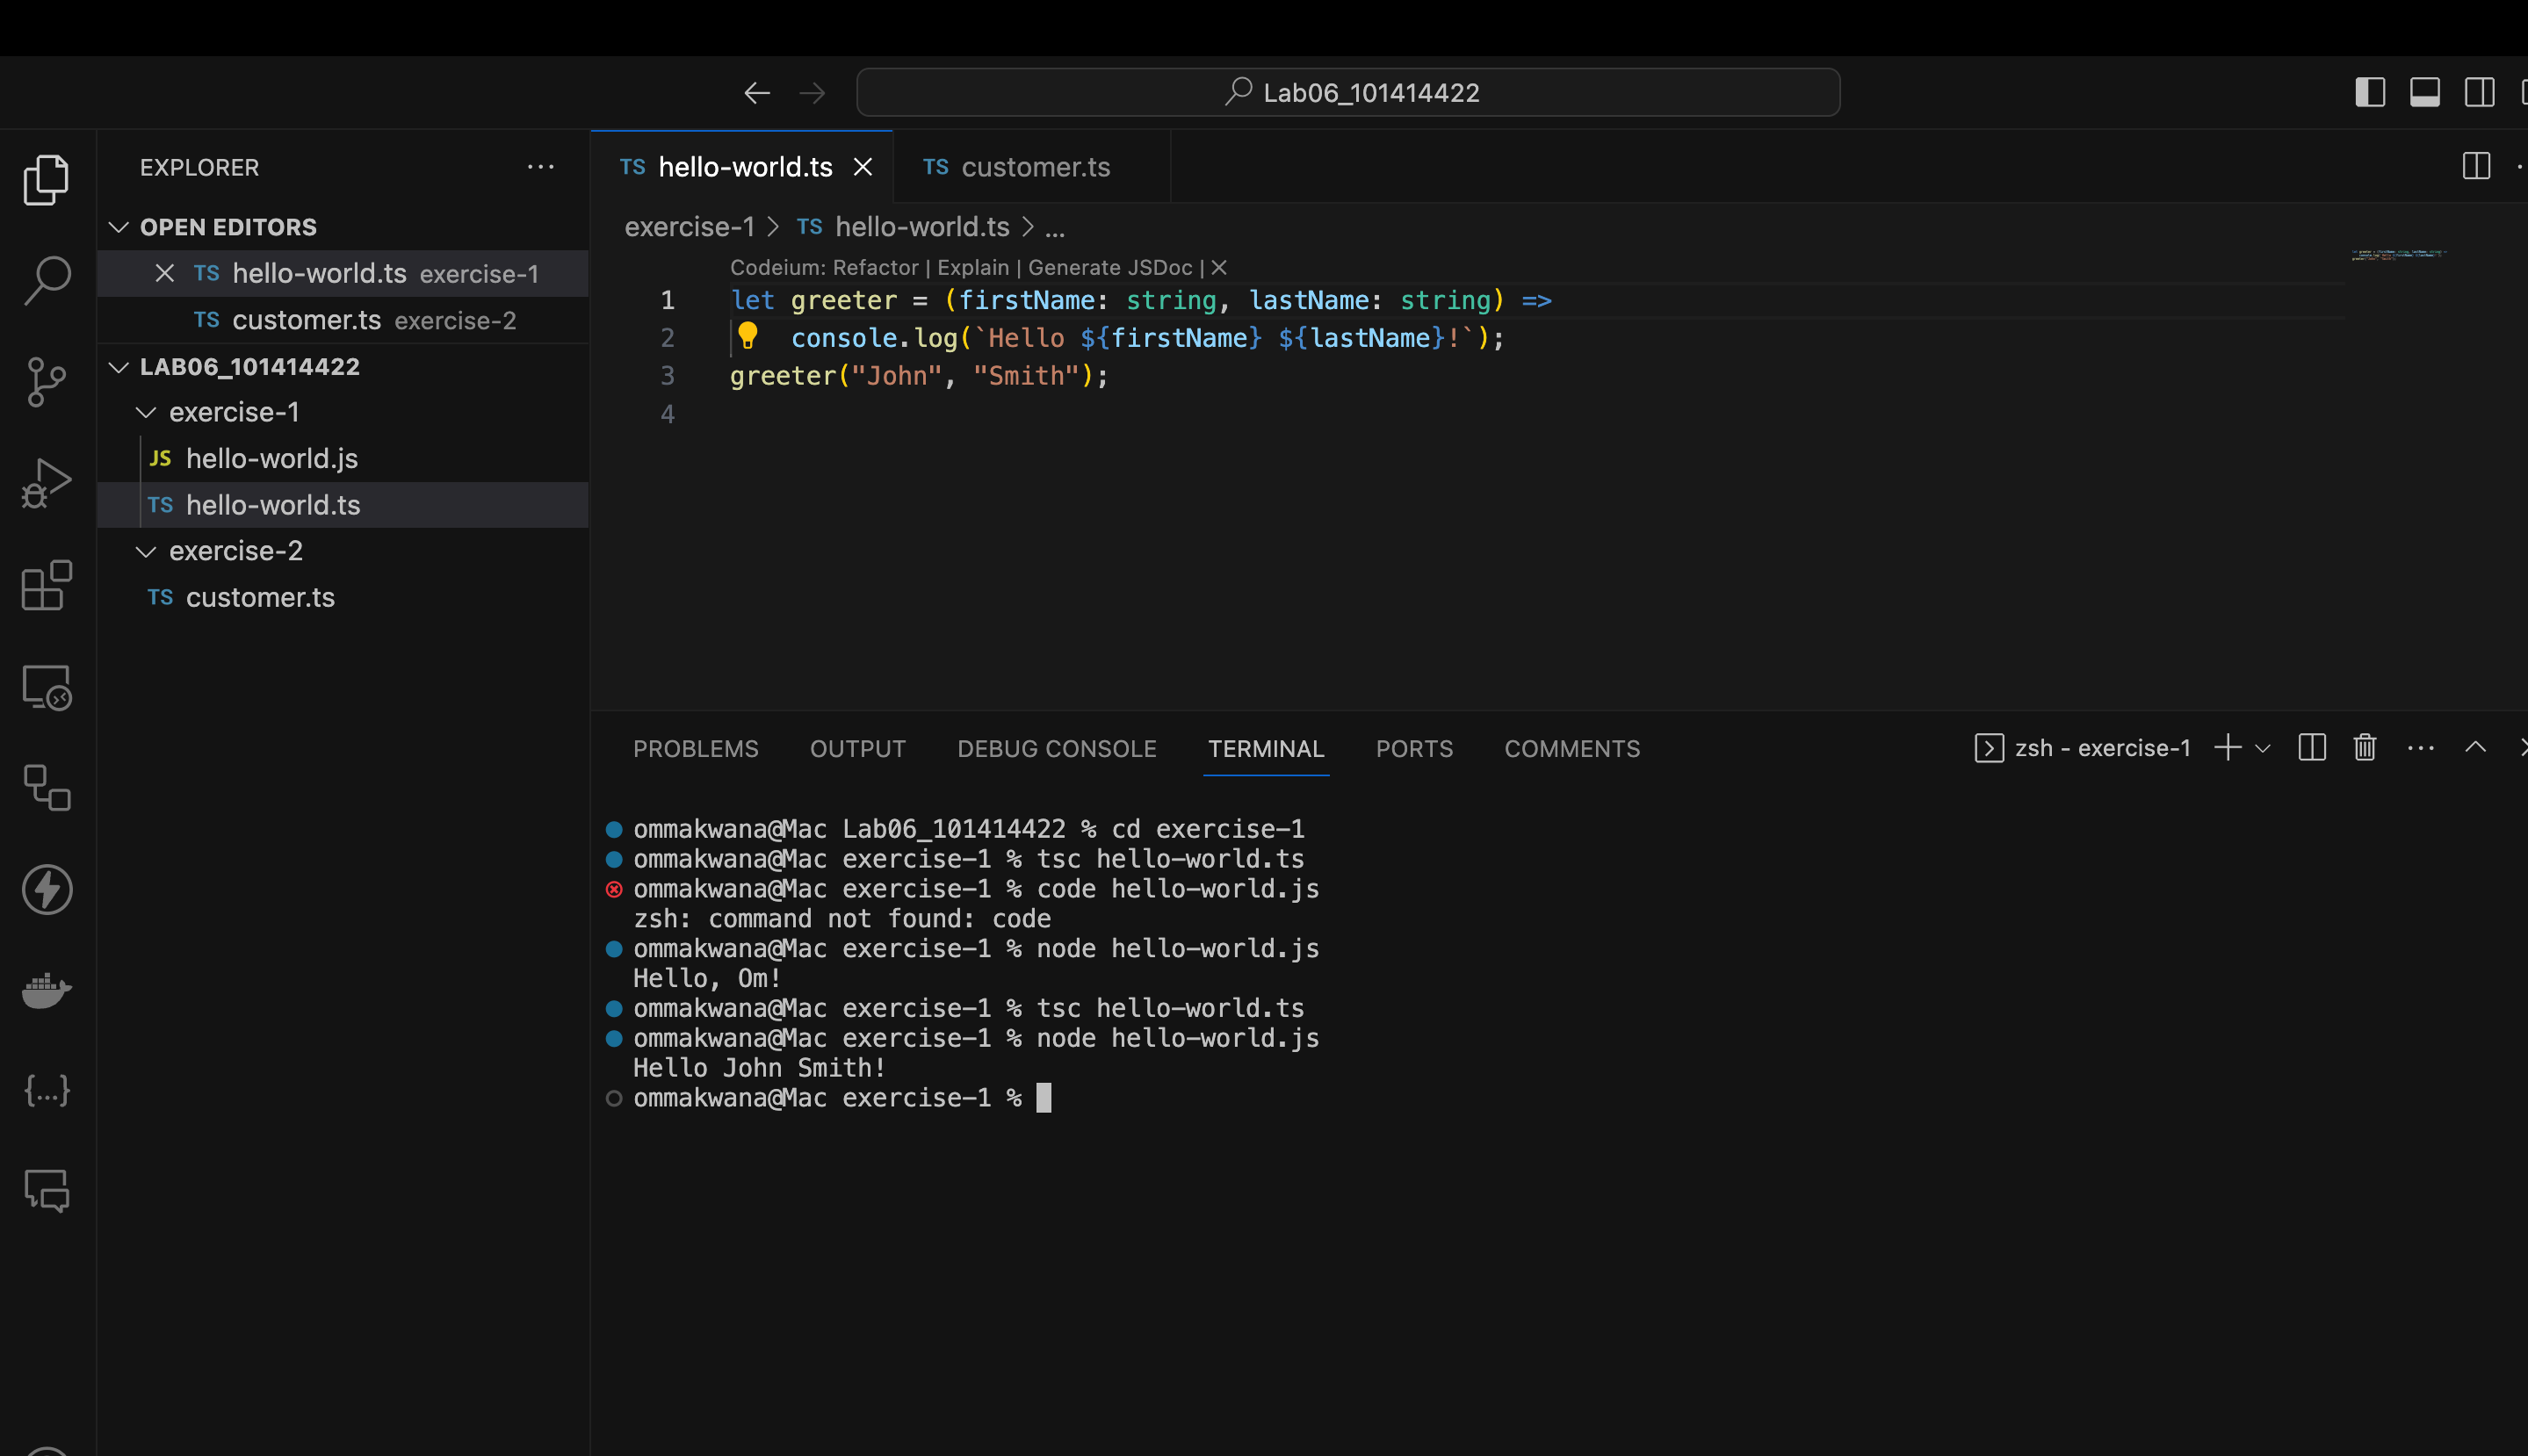 Lab06_101414422
EXPLORER
OPEN EDITORS
TS hello-world.ts exercise-1
TS customer.ts exercise-2
LAB06_101414422
exercise-1
JS hello-world.js
TS hello-world.ts
exercise-2
TS customer.ts
TS hello-world.ts
TS customer.ts
exercise-1 > TS hello-world.ts > ...
Codeium: Refactor | Explain | Generate JSDoc | ×
1 let greeter = (firstName: string, lastName: string) =>
2 console.log(`Hello ${firstName} ${lastName}!`);
3 greeter("John", "Smith");
4
PROBLEMS OUTPUT DEBUG CONSOLE TERMINAL PORTS COMMENTS
zsh - exercise-1
ommakwana@Mac Lab06_101414422 % cd exercise-1
ommakwana@Mac exercise-1 % tsc hello-world.ts
ommakwana@Mac exercise-1 % code hello-world.js
zsh: command not found: code
ommakwana@Mac exercise-1 % node hello-world.js
Hello, Om!
ommakwana@Mac exercise-1 % tsc hello-world.ts
ommakwana@Mac exercise-1 % node hello-world.js
Hello John Smith!
ommakwana@Mac exercise-1 %